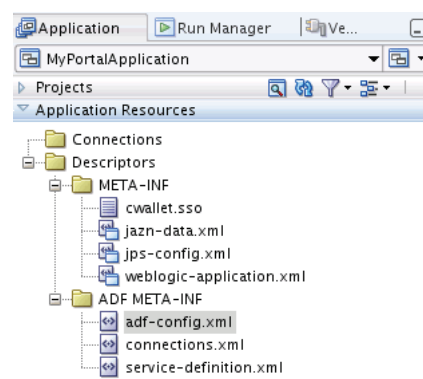 Application Run Manager Ve...
MyPortalApplication
Projects
Application Resources
Connections
Descriptors
META-INF
cwallet.sso
jazn-data.xml
jps-config.xml
weblogic-application.xml
ADF META-INF
adf-config.xml
connections.xml
service-definition.xml